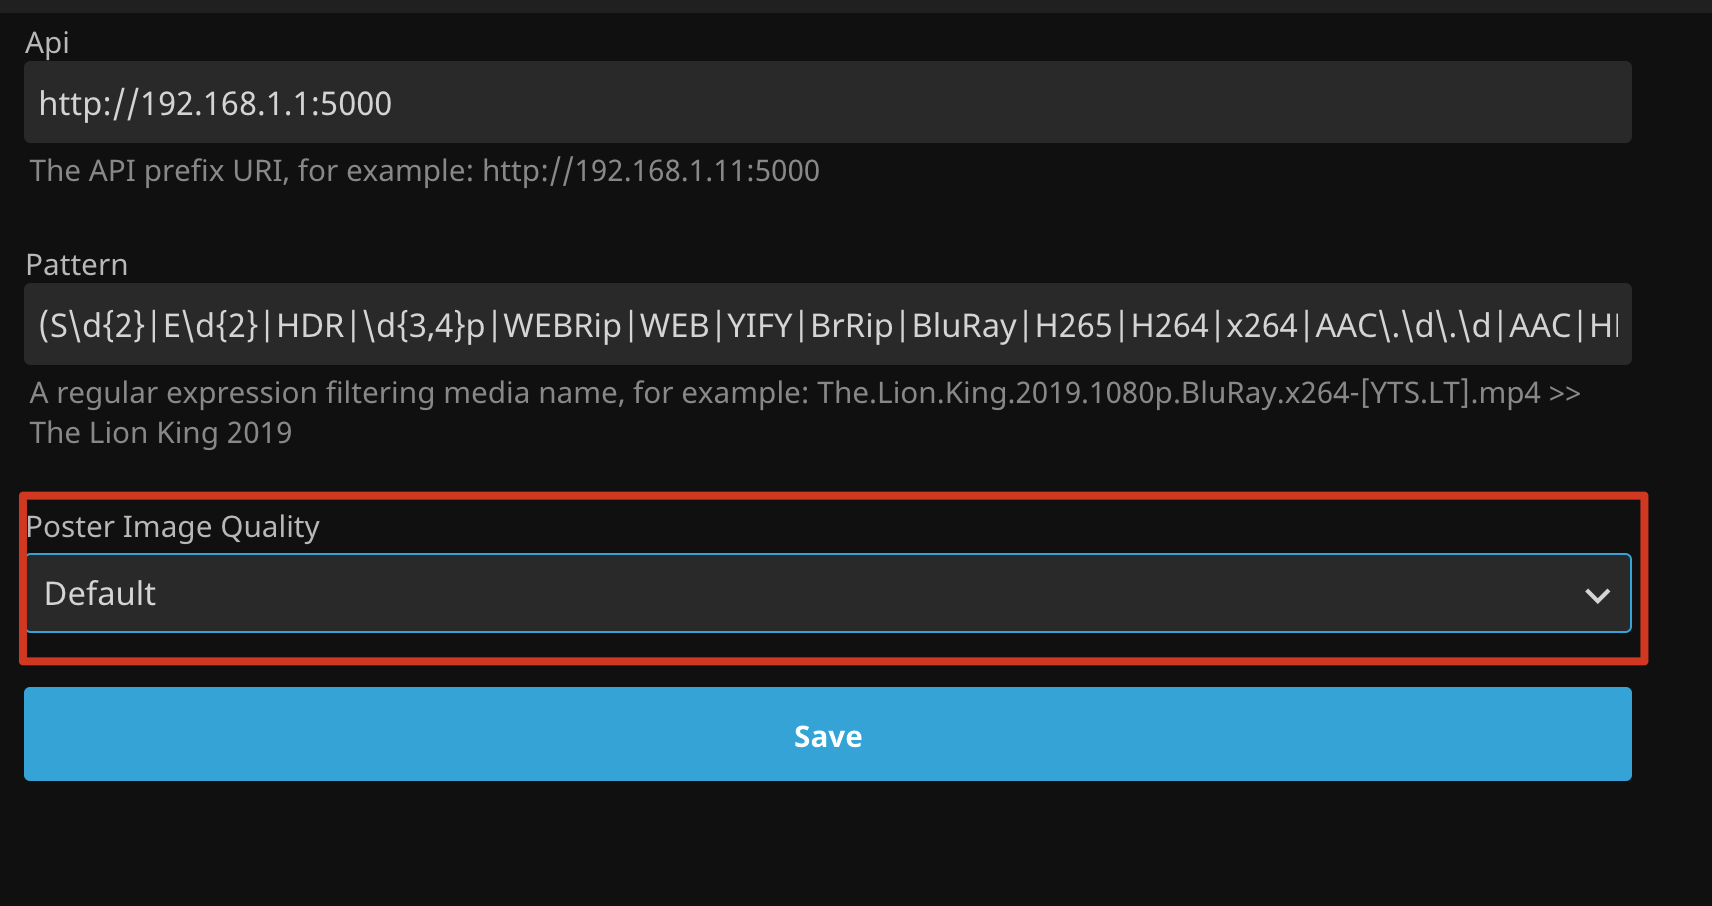 Api
http://192.168.1.1:5000
The API prefix URI, for example: http://192.168.1.11:5000
Pattern
(S\d{2}|E\d{2}|HDR|\d{3,4}p|WEBRip|WEB|YIFY|BrRip|BluRay|H265|H264|x264|AAC\.\d\.\d|AAC|
A regular expression filtering media name, for example: The.Lion.King.2019.1080p.BluRay.x264-[YTS.LT].mp4 >>
The Lion King 2019
Poster Image Quality
Default
Save